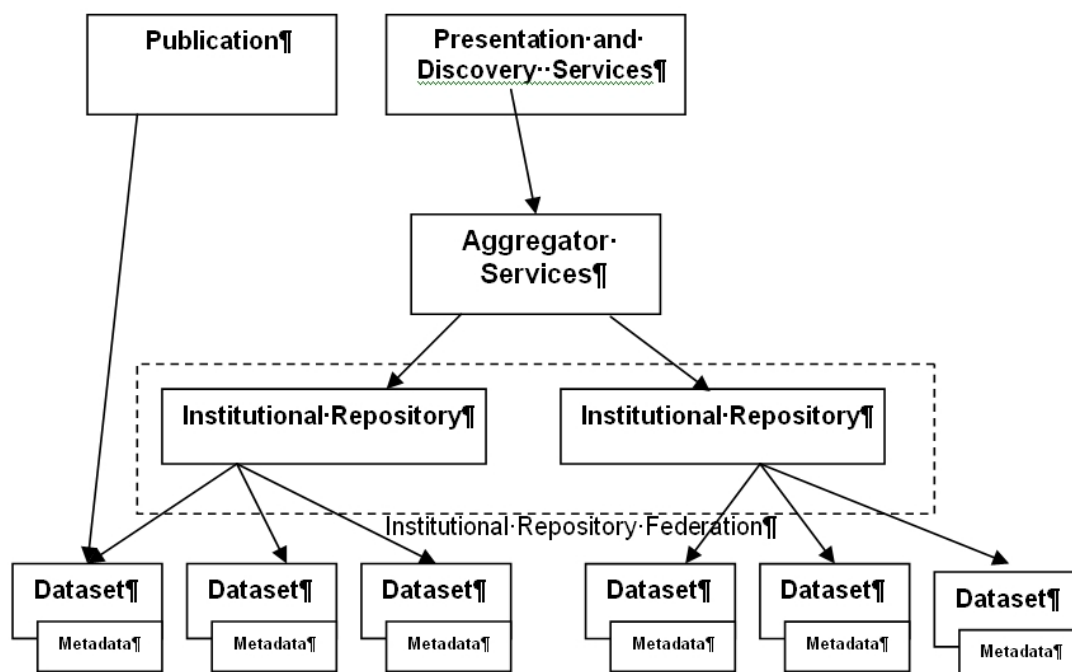 Publication¶
Presentation·and·
Discovery··Services¶
Aggregator·
Services¶
Institutional·Repository¶
Institutional·Repository¶
Institutional·Repository·Federation¶
Dataset¶
Metadata¶
Dataset¶
Metadata¶
Dataset¶
Metadata¶
Dataset¶
Metadata¶
Dataset¶
Metadata¶
Dataset¶
Metadata¶